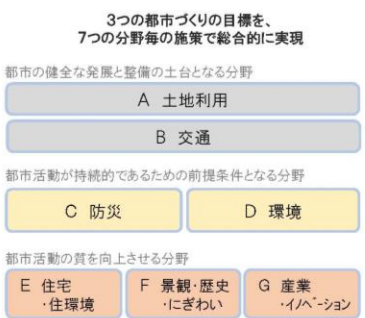 3つの都市づくりの目標を、
7つの分野毎の施策で総合的に実現
都市の健全な発展と整備の土台となる分野
A 土地利用
B 交通
都市活動が持続的であるための前提条件となる分野
C 防災
D 環境
都市活動の質を向上させる分野
E 住宅
・住環境
F 景観・歴史
・にぎわい
G 産業
・イノベーション